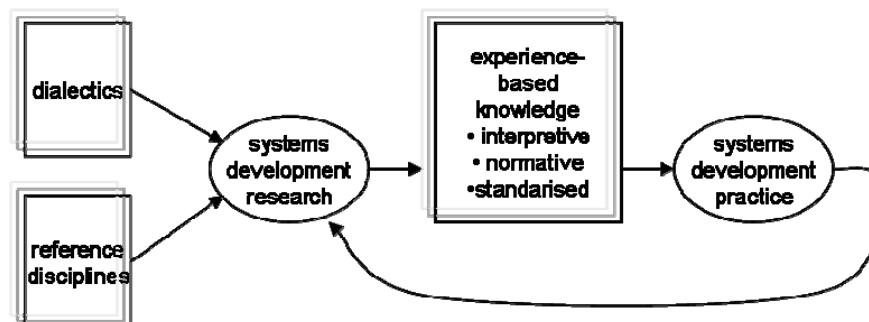 dialectics
reference
disciplines
systems
development
research
experience-
based
knowledge
• interpretive
• normative
•standarised
systems
development
practice